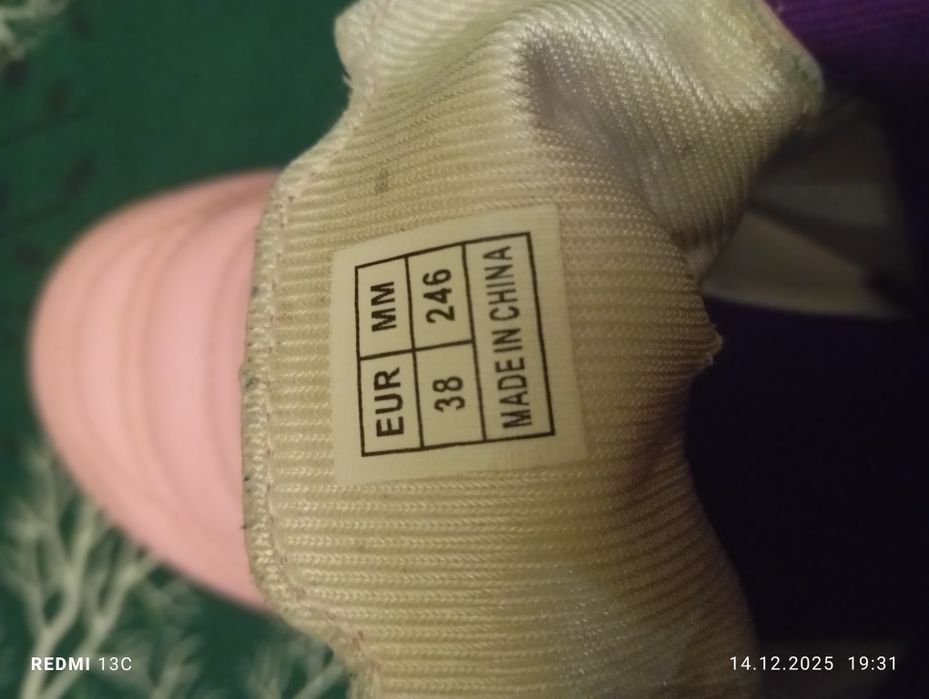 EUR MM
38 246
MADE IN CHINA
REDMI 13C
14.12.2025 19:31